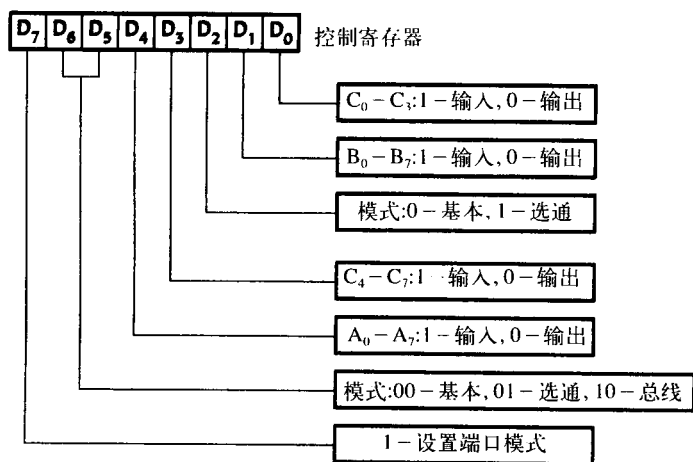 D₇ D₆ D₅ D₄ D₃ D₂ D₁ D₀ 控制寄存器
C₀-C₃:1-输入,0-输出
B₀-B₇:1-输入,0-输出
模式:0-基本,1-选通
C₄-C₇:1-输入,0-输出
A₀-A₇:1-输入,0-输出
模式:00-基本,01-选通,10-总线
1-设置端口模式